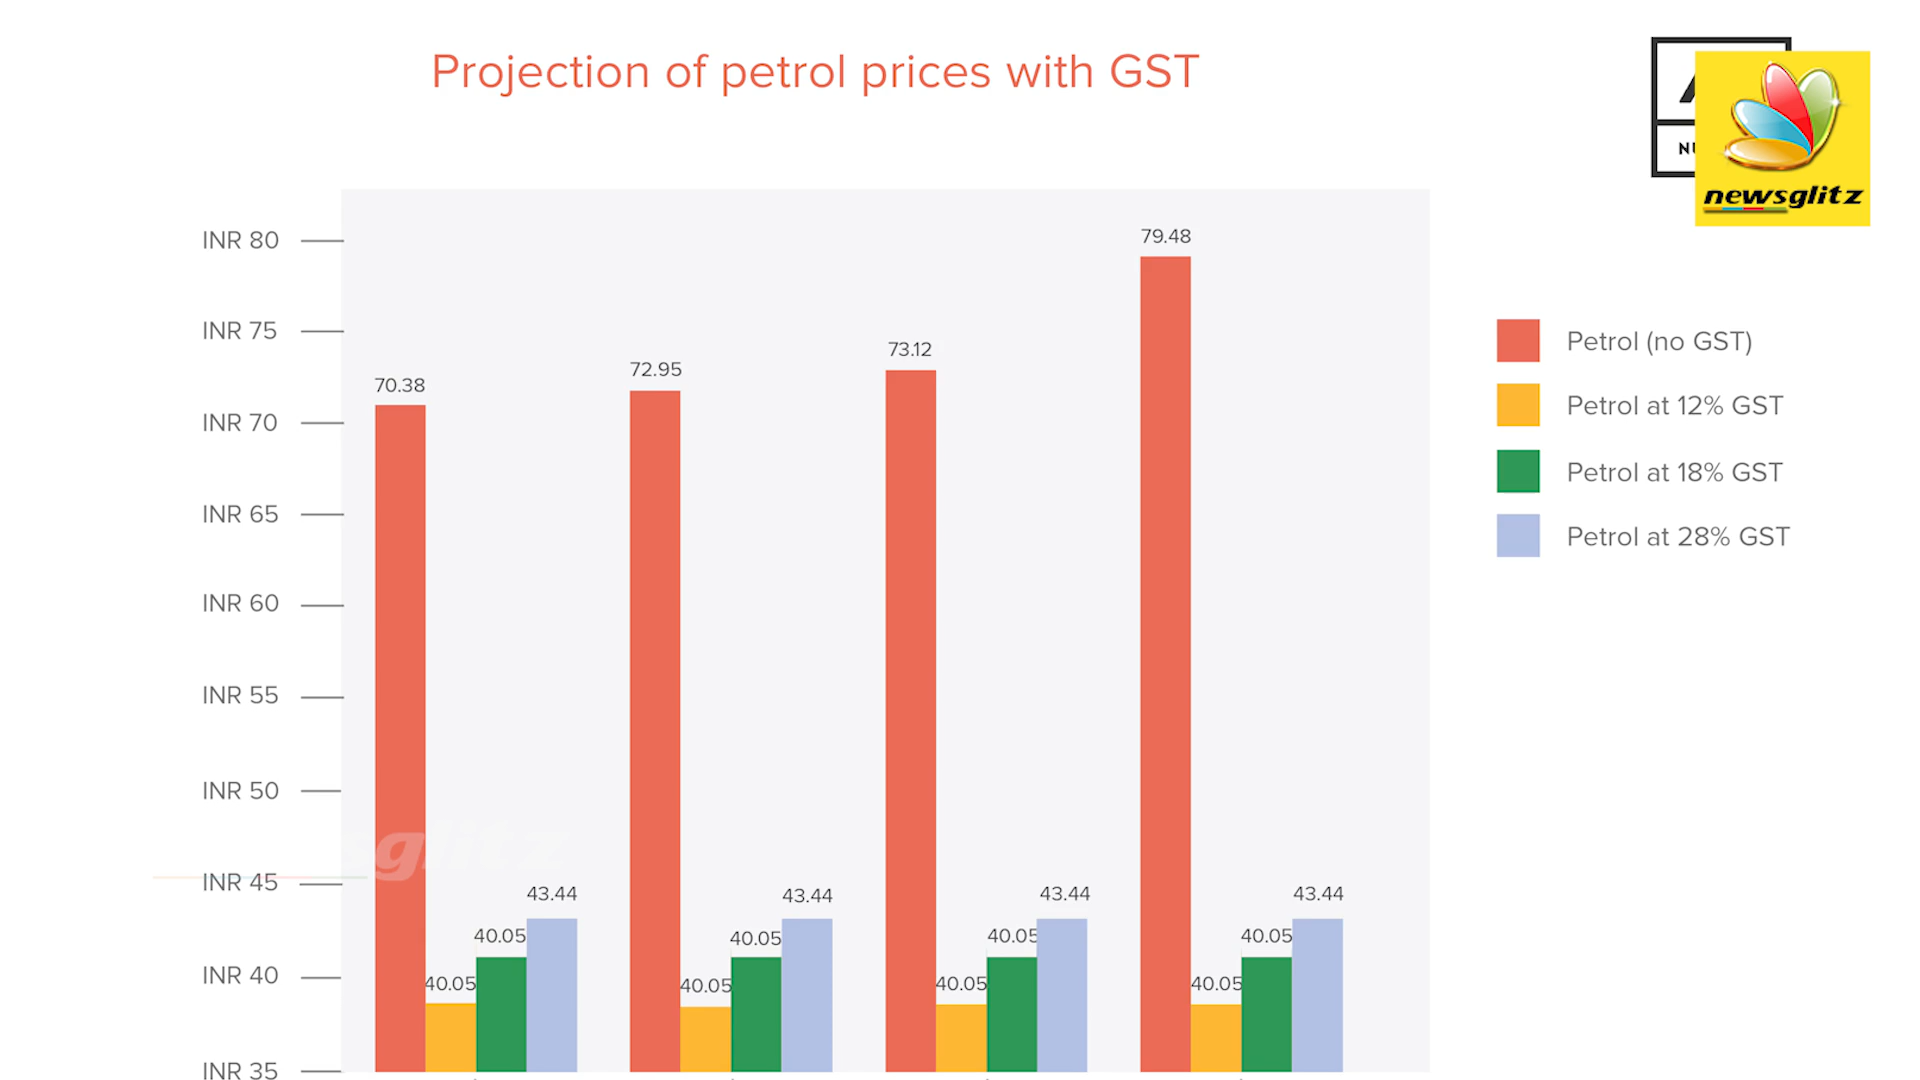 Projection of petrol prices with GST
newsglitz
INR 80
INR 75
INR 70
INR 65
INR 60
INR 55
INR 50
INR 45
INR 40
INR 35
70.38
40.05
40.05
43.44
72.95
40.05
40.05
43.44
73.12
40.05
40.05
43.44
79.48
40.05
40.05
43.44
Petrol (no GST)
Petrol at 12% GST
Petrol at 18% GST
Petrol at 28% GST